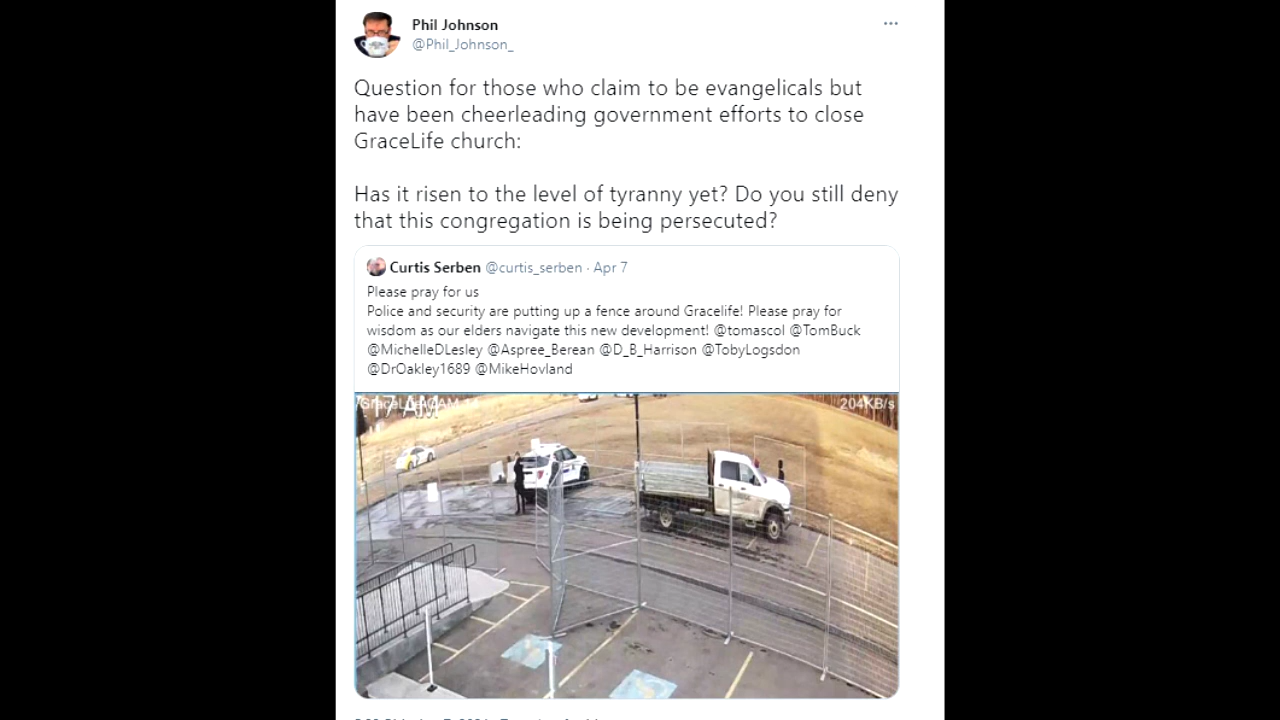 Phil Johnson
@Phil_Johnson_
Question for those who claim to be evangelicals but
have been cheerleading government efforts to close
GraceLife church:
Has it risen to the level of tyranny yet? Do you still deny
that this congregation is being persecuted?
Curtis Serben @curtis_serben · Apr 7
Please pray for us
Police and security are putting up a fence around Gracelife! Please pray for
wisdom as our elders navigate this new development! @tomascol @TomBuck
@MichelleDLesley @Aspree_Berean @D_B_Harrison @TobyLogsdon
@DrOakley1689 @MikeHovland
17 AM
204KB/s